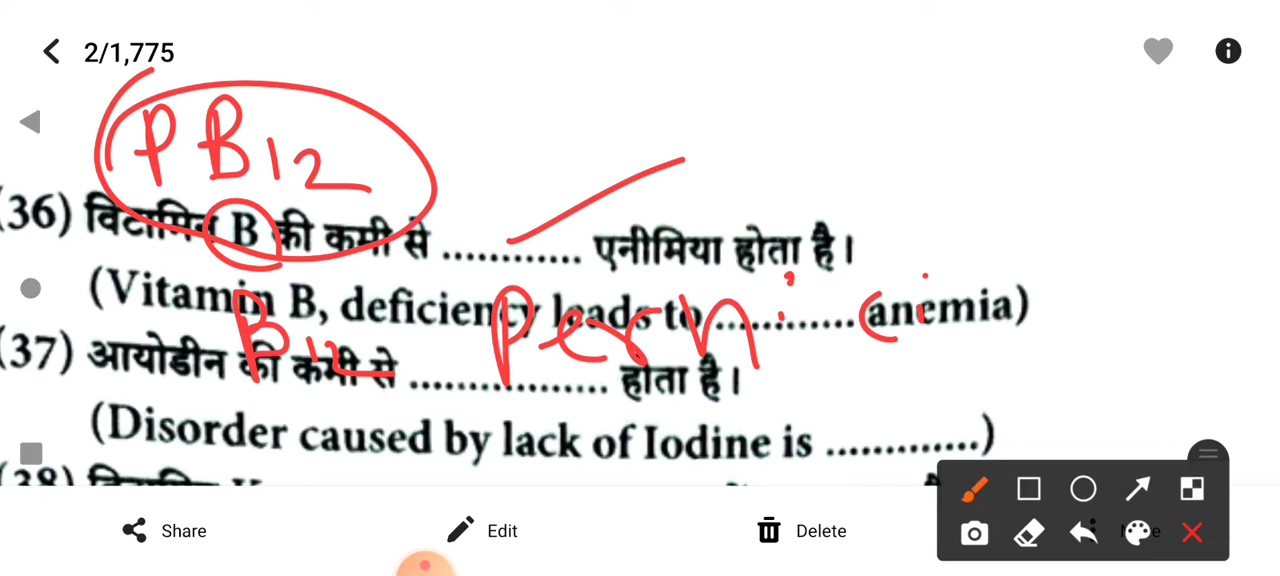 2/1,775
PB12
(36) विटामिन B की कमी से ............ एनीमिया होता है।
(Vitamin B, deficiency leads to ............ anemia)
B12 Pernici
(37) आयोडीन की कमी से ................. होता है।
(Disorder caused by lack of Iodine is .............)
Share Edit Delete